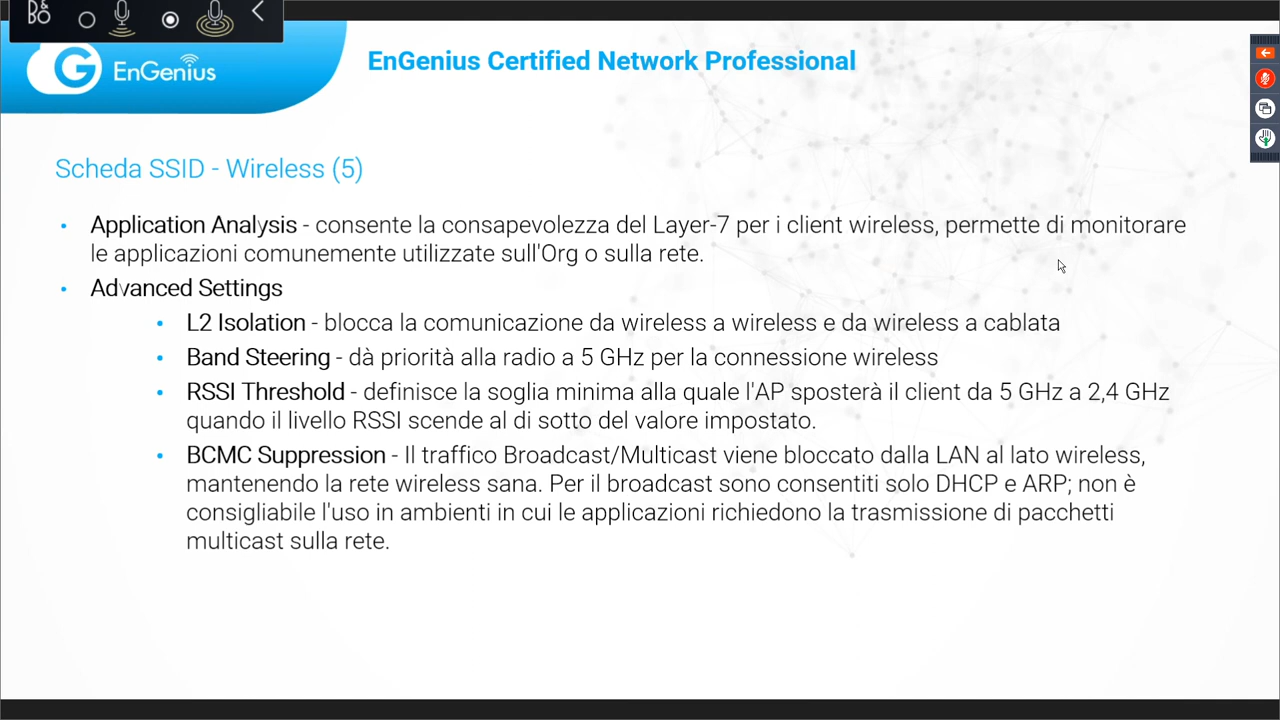 EnGenius
EnGenius Certified Network Professional
Scheda SSID - Wireless (5)
• Application Analysis - consente la consapevolezza del Layer-7 per i client wireless, permette di monitorare
le applicazioni comunemente utilizzate sull'Org o sulla rete.
• Advanced Settings
• L2 Isolation - blocca la comunicazione da wireless a wireless e da wireless a cablata
• Band Steering - dà priorità alla radio a 5 GHz per la connessione wireless
• RSSI Threshold - definisce la soglia minima alla quale l'AP sposterà il client da 5 GHz a 2,4 GHz
quando il livello RSSI scende al di sotto del valore impostato.
• BCMC Suppression - Il traffico Broadcast/Multicast viene bloccato dalla LAN al lato wireless,
mantenendo la rete wireless sana. Per il broadcast sono consentiti solo DHCP e ARP; non è
consigliabile l'uso in ambienti in cui le applicazioni richiedono la trasmissione di pacchetti
multicast sulla rete.